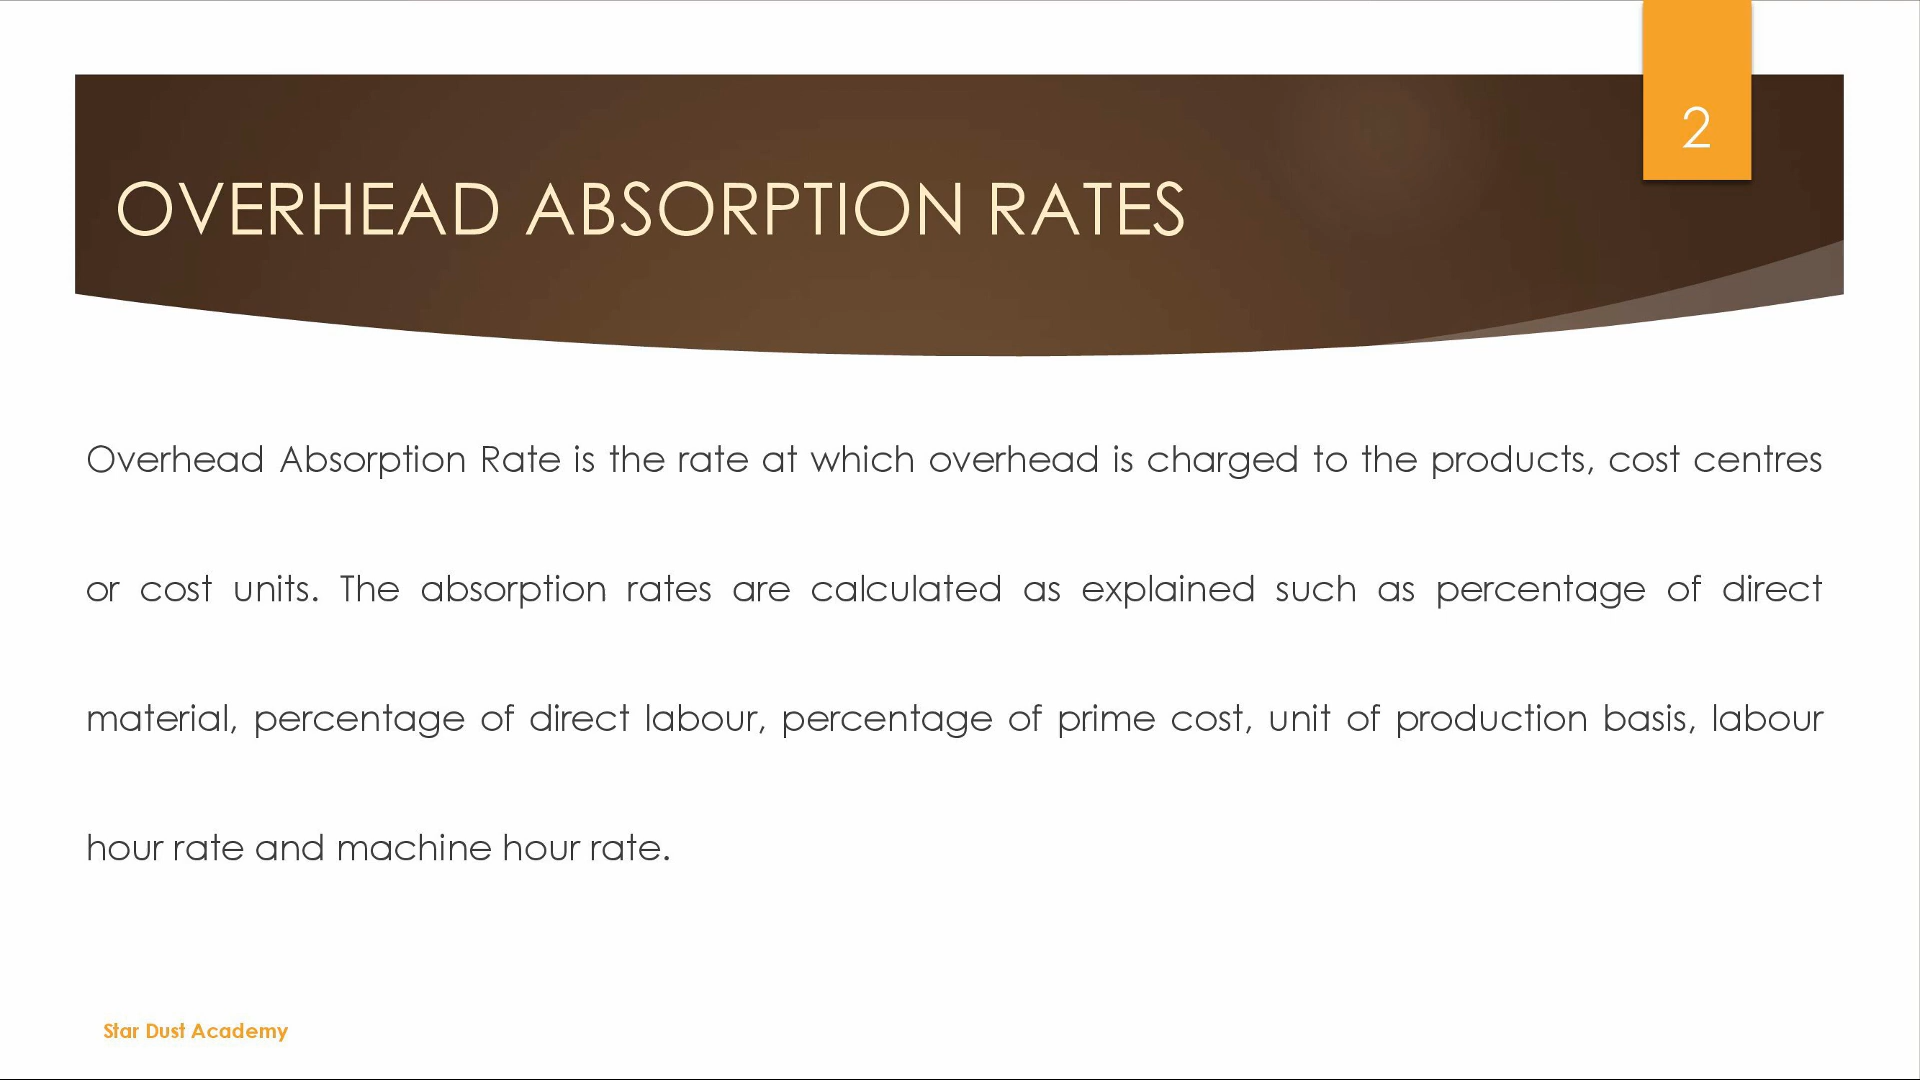 2
OVERHEAD ABSORPTION RATES
Overhead Absorption Rate is the rate at which overhead is charged to the products, cost centres
or cost units. The absorption rates are calculated as explained such as percentage of direct
material, percentage of direct labour, percentage of prime cost, unit of production basis, labour
hour rate and machine hour rate.
Star Dust Academy